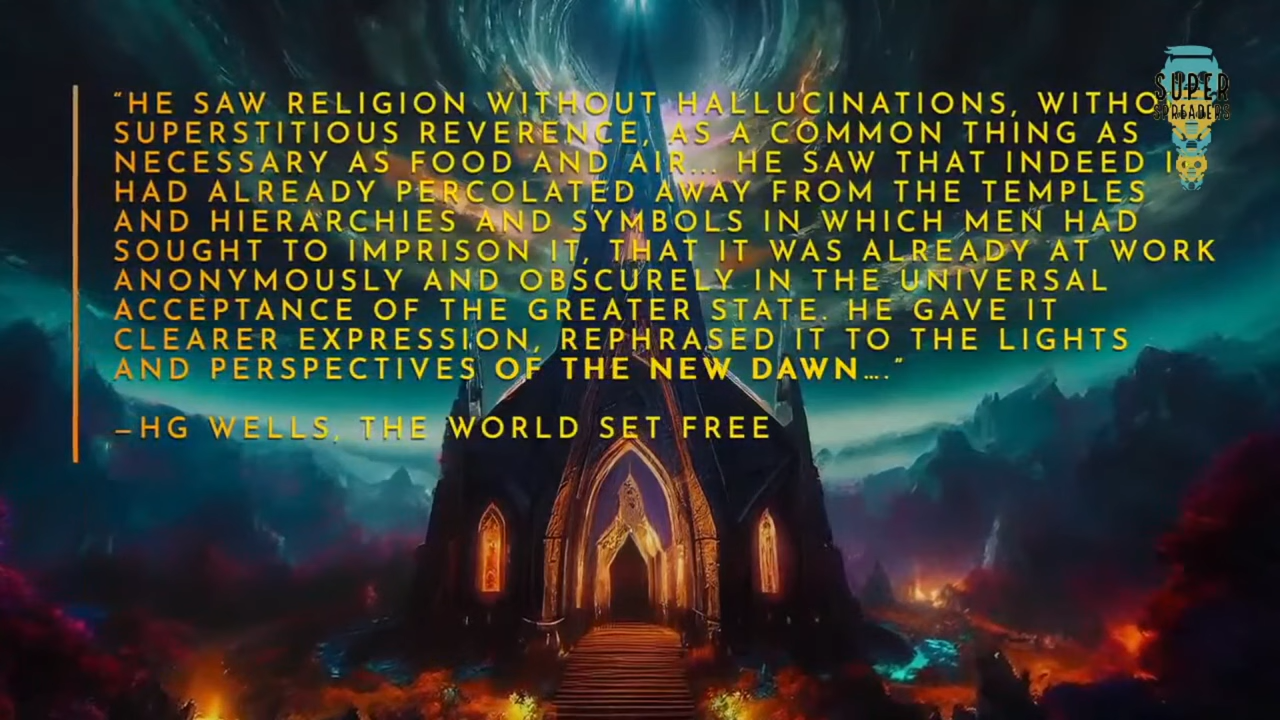 “HE SAW RELIGION WITHOUT HALLUCINATIONS, WITHO
SUPERSTITIOUS REVERENCE, AS A COMMON THING AS
NECESSARY AS FOOD AND AIR... HE SAW THAT INDEED
HAD ALREADY PERCOLATED AWAY FROM THE TEMPLES
AND HIERARCHIES AND SYMBOLS IN WHICH MEN HAD
SOUGHT TO IMPRISON IT, THAT IT WAS ALREADY AT WORK
ANONYMOUSLY AND OBSCURELY IN THE UNIVERSAL
ACCEPTANCE OF THE GREATER STATE. HE GAVE IT
CLEARER EXPRESSION, REPHRASED IT TO THE LIGHTS
AND PERSPECTIVES OF THE NEW DAWN....”
–HG WELLS, THE WORLD SET FREE
SUPER
SPREADERS